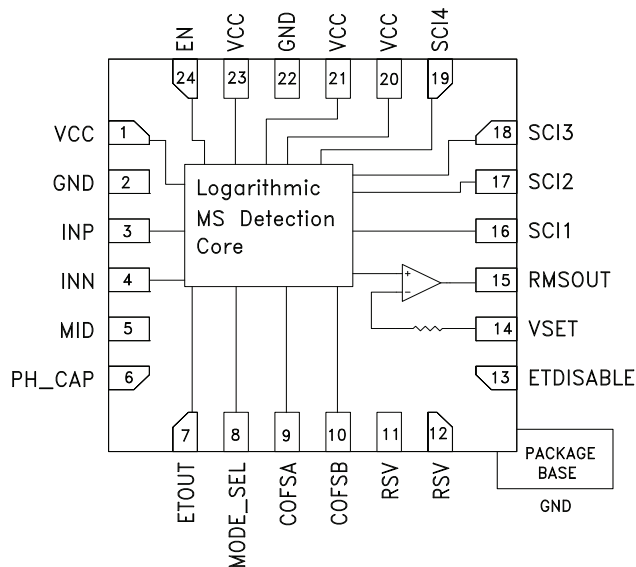 EN
VCC
GND
VCC
VCC
SCI4
24
23
22
21
20
19
VCC 1
18 SCI3
GND 2
17 SCI2
INP 3
16 SCI1
INN 4
15 RMSOUT
MID 5
14 VSET
PH_CAP 6
13 ETDISABLE
Logarithmic
MS Detection
Core
+
−
7
8
9
10
11
12
ETOUT
MODE_SEL
COFSA
COFSB
RSV
RSV
PACKAGE
BASE
GND